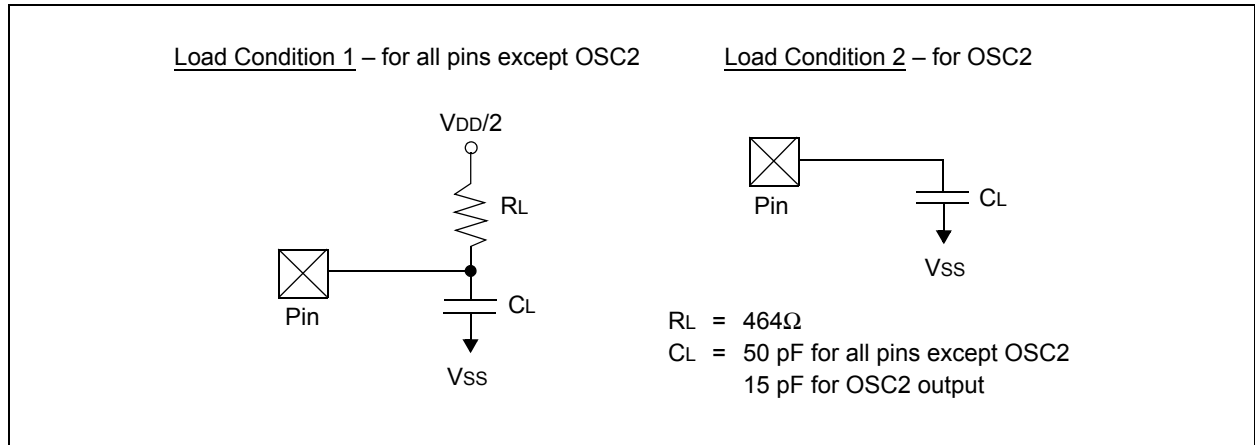 Load Condition 1 – for all pins except OSC2
VDD/2
RL
Pin
CL
VSS
Load Condition 2 – for OSC2
Pin
CL
VSS
RL = 464Ω
CL = 50 pF for all pins except OSC2
15 pF for OSC2 output